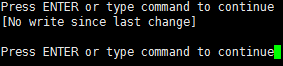 Press ENTER or type command to continue
[No write since last change]
Press ENTER or type command to continue